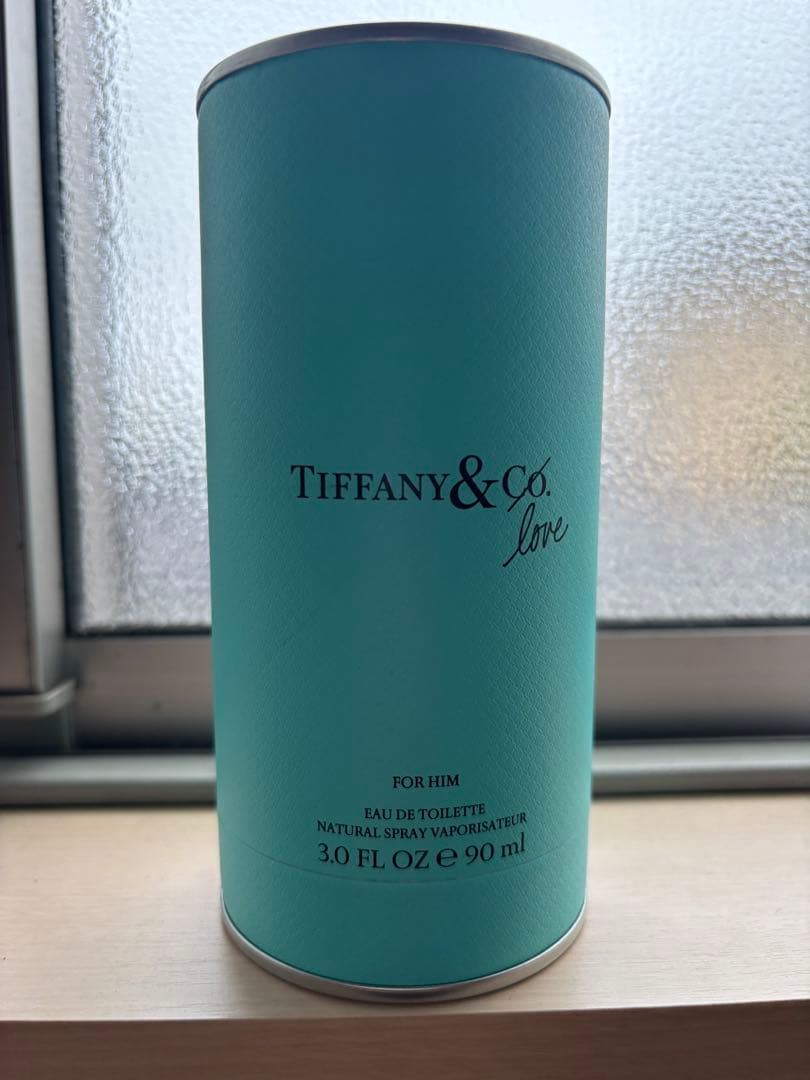 TIFFANY & Co.
love
FOR HIM
EAU DE TOILETTE
NATURAL SPRAY VAPORISATEUR
3.0 FL OZ ℮ 90 ml